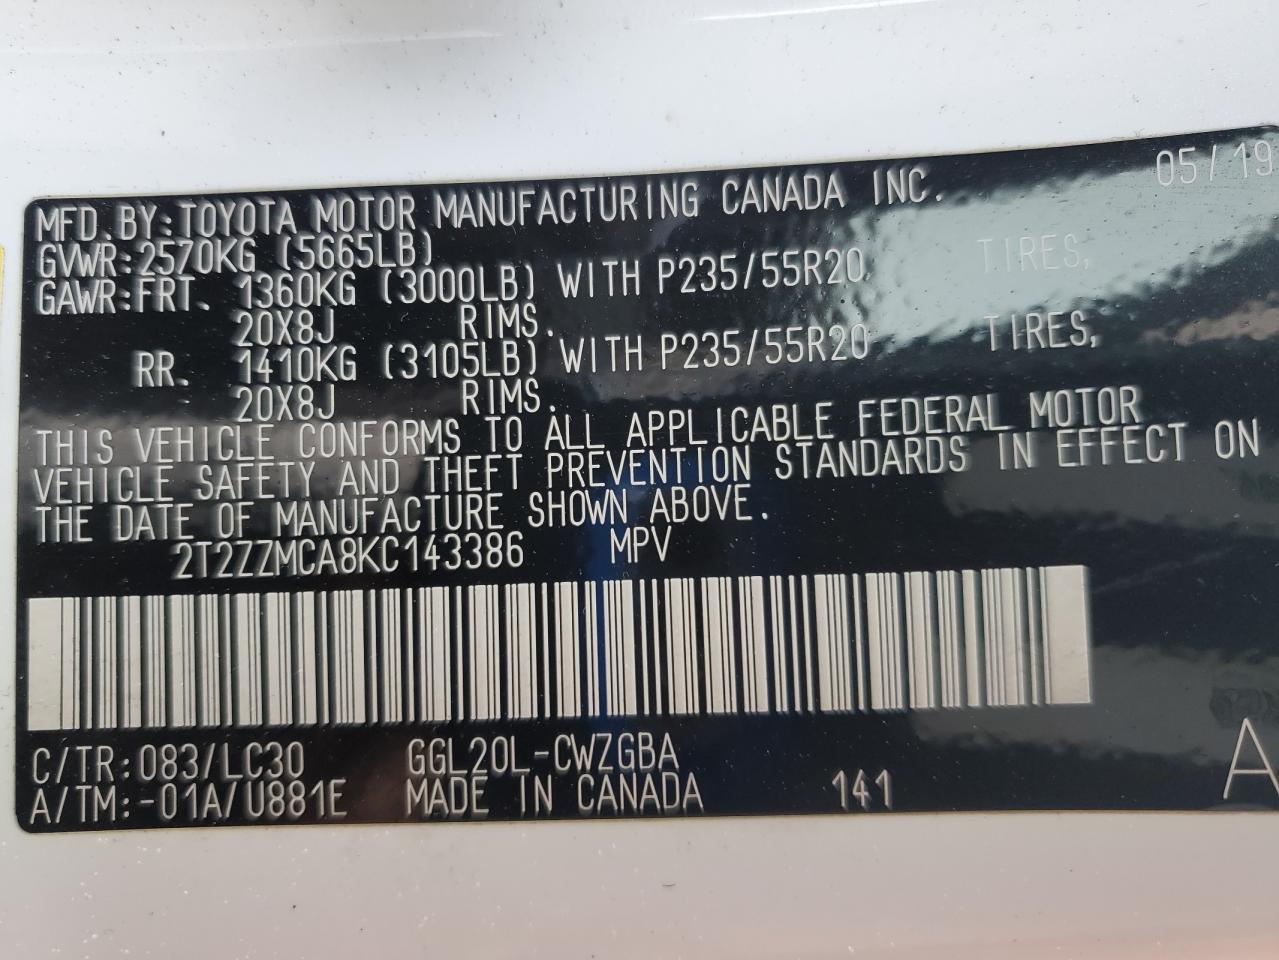 05/19
MFD.BY:TOYOTA MOTOR MANUFACTURING CANADA INC.
GVWR:2570KG (5665LB)
GAWR:FRT. 1360KG (3000LB) WITH P235/55R20 TIRES,
20X8J RIMS.
RR. 1410KG (3105LB) WITH P235/55R20 TIRES,
20X8J RIMS.
THIS VEHICLE CONFORMS TO ALL APPLICABLE FEDERAL MOTOR
VEHICLE SAFETY AND THEFT PREVENTION STANDARDS IN EFFECT ON
THE DATE OF MANUFACTURE SHOWN ABOVE.
2T2ZZMCA8KC143386 MPV
C/TR:083/LC30 GGL20L-CWZGBA
A/TM:-01A/U881E MADE IN CANADA 141
A